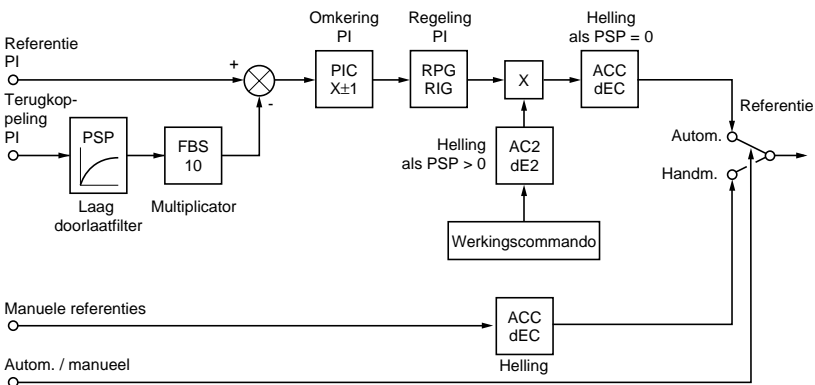 Omkering
PI
Regeling
PI
Helling
als PSP = 0
Referentie
PI
+
-
PIC
X±1
RPG
RIG
X
ACC
dEC
Referentie
Terugkop-
peling
PI
PSP
FBS
10
Laag
doorlaatfilter
Multiplicator
Helling
als PSP > 0
AC2
dE2
Autom.
Handm.
Werkingscommando
Manuele referenties
ACC
dEC
Helling
Autom. / manueel